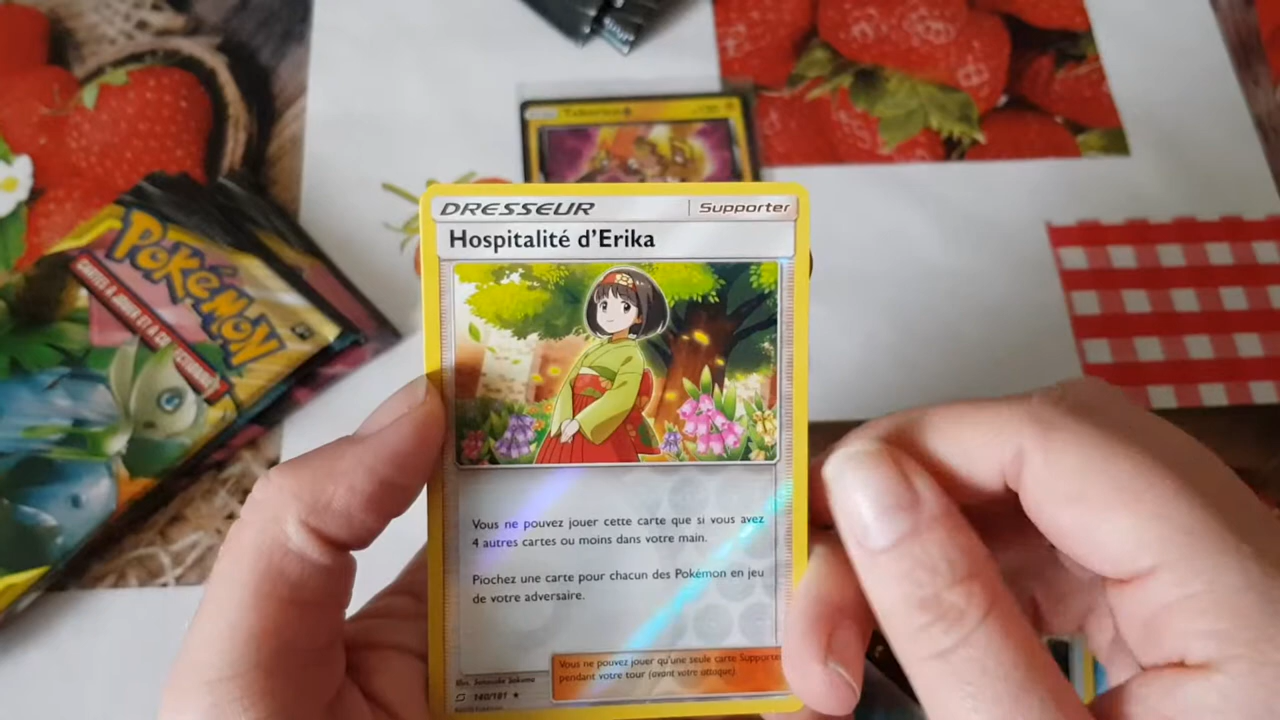 POKÉMON
DRESSEUR
Supporter
Hospitalité d'Erika
Vous ne pouvez jouer cette carte que si vous avez
4 autres cartes ou moins dans votre main.
Piochez une carte pour chacun des Pokémon en jeu
de votre adversaire.
Vous ne pouvez jouer qu'une seule carte Supporter
pendant votre tour (avant votre attaque).
140/181